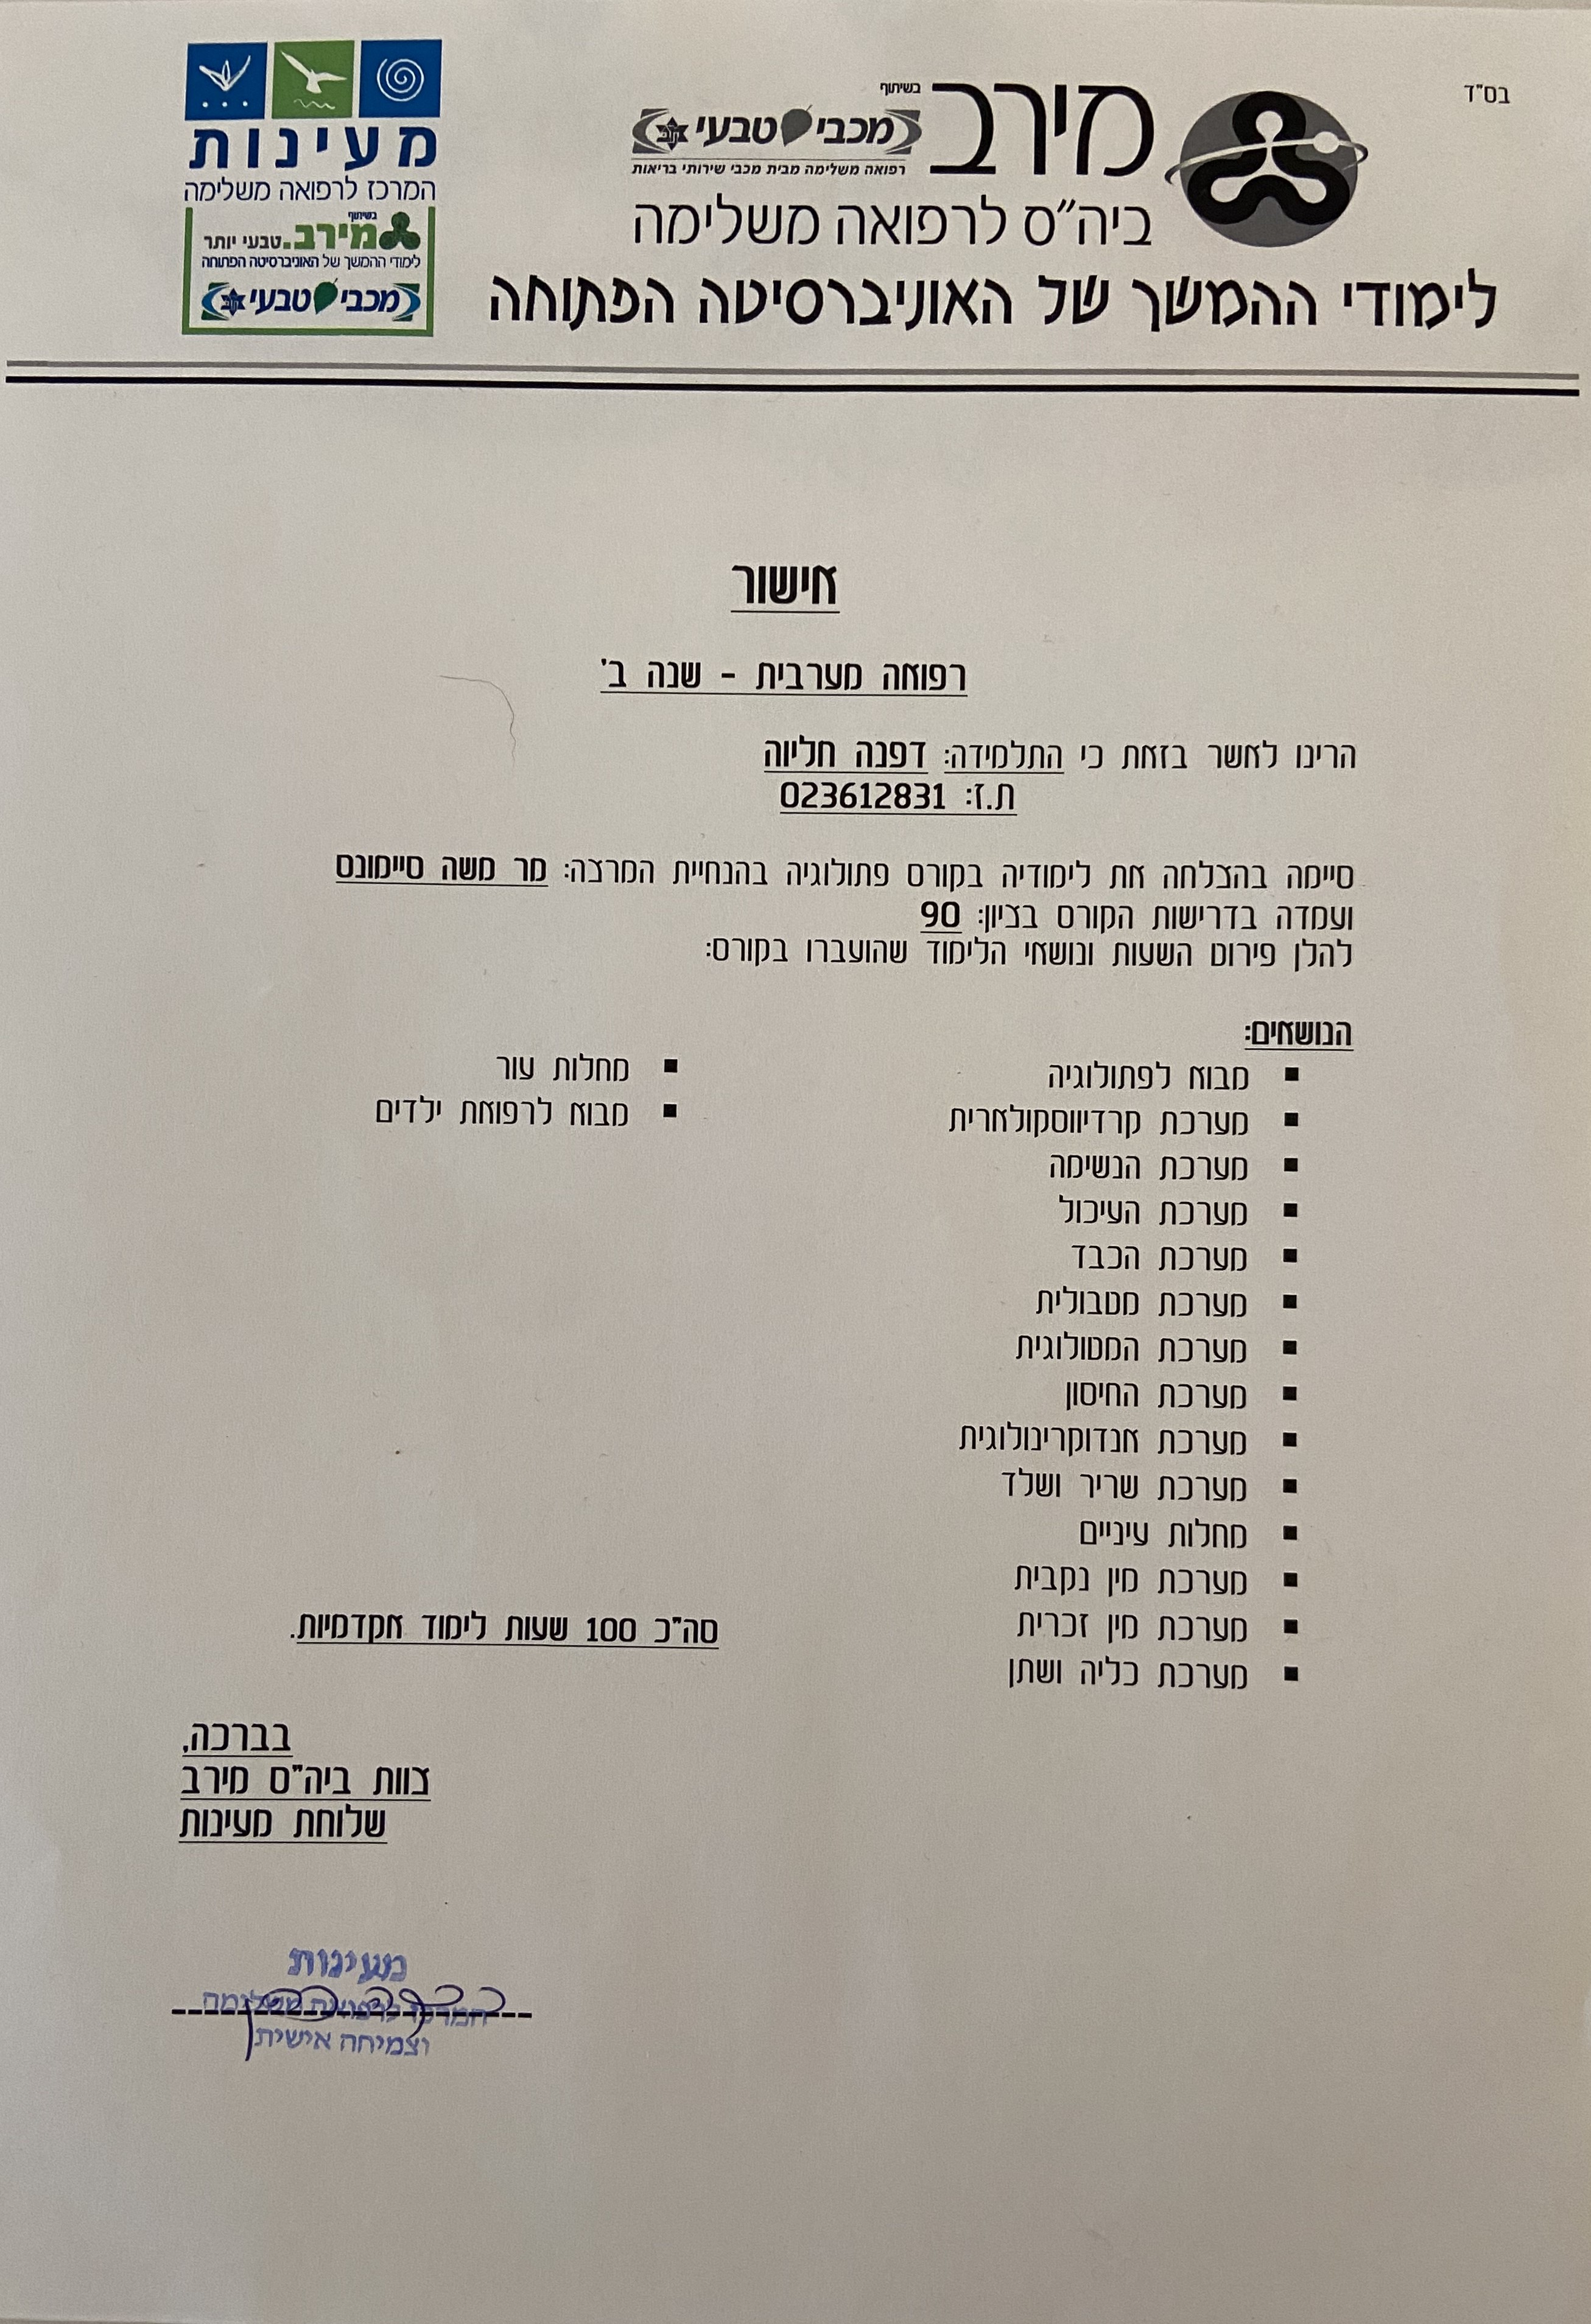 בס"ד
מירב
בשיתוף
מכבי טבעי
רפואה משלימה מבית מכבי שירותי בריאות
ביה"ס לרפואה משלימה
לימודי ההמשך של האוניברסיטה הפתוחה
מעינות
המרכז לרפואה משלימה
בשיתוף
מירב. טבעי יותר
לימודי ההמשך של האוניברסיטה הפתוחה
מכבי טבעי
אישור
רפואה מערבית - שנה ב'
הרינו לאשר בזאת כי התלמידה: דפנה חליוה
ת.ז: 023612831
סיימה בהצלחה את לימודיה בקורס פתולוגיה בהנחיית המרצה: מר משה סיימונס
ועמדה בדרישות הקורס בציון: 90
להלן פירוט השעות ונושאי הלימוד שהועברו בקורס:
הנושאים:
▪ מבוא לפתולוגיה
▪ מערכת קרדיווסקולארית
▪ מערכת הנשימה
▪ מערכת העיכול
▪ מערכת הכבד
▪ מערכת מטבולית
▪ מערכת המטולוגית
▪ מערכת החיסון
▪ מערכת אנדוקרינולוגית
▪ מערכת שריר ושלד
▪ מחלות עיניים
▪ מערכת מין נקבית
▪ מערכת מין זכרית
▪ מערכת כליה ושתן
▪ מחלות עור
▪ מבוא לרפואת ילדים
סה"כ 100 שעות לימוד אקדמיות.
בברכה,
צוות ביה"ס מירב
שלוחת מעינות
מעינות
המרכז לרפואה משלימה
וצמיחה אישית